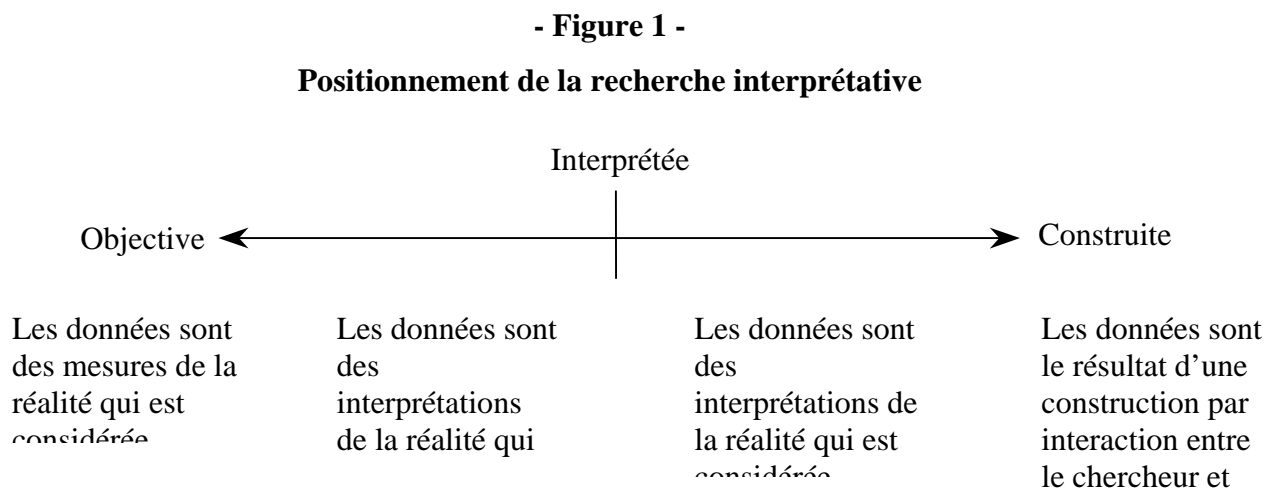 - Figure 1 -
Positionnement de la recherche interprétative
Interprétée
Objective
Construite
Les données sont
des mesures de la
réalité qui est
considérée
Les données sont
des
interprétations
de la réalité qui
Les données sont
des
interprétations de
la réalité qui est
considérée
Les données sont
le résultat d’une
construction par
interaction entre
le chercheur et